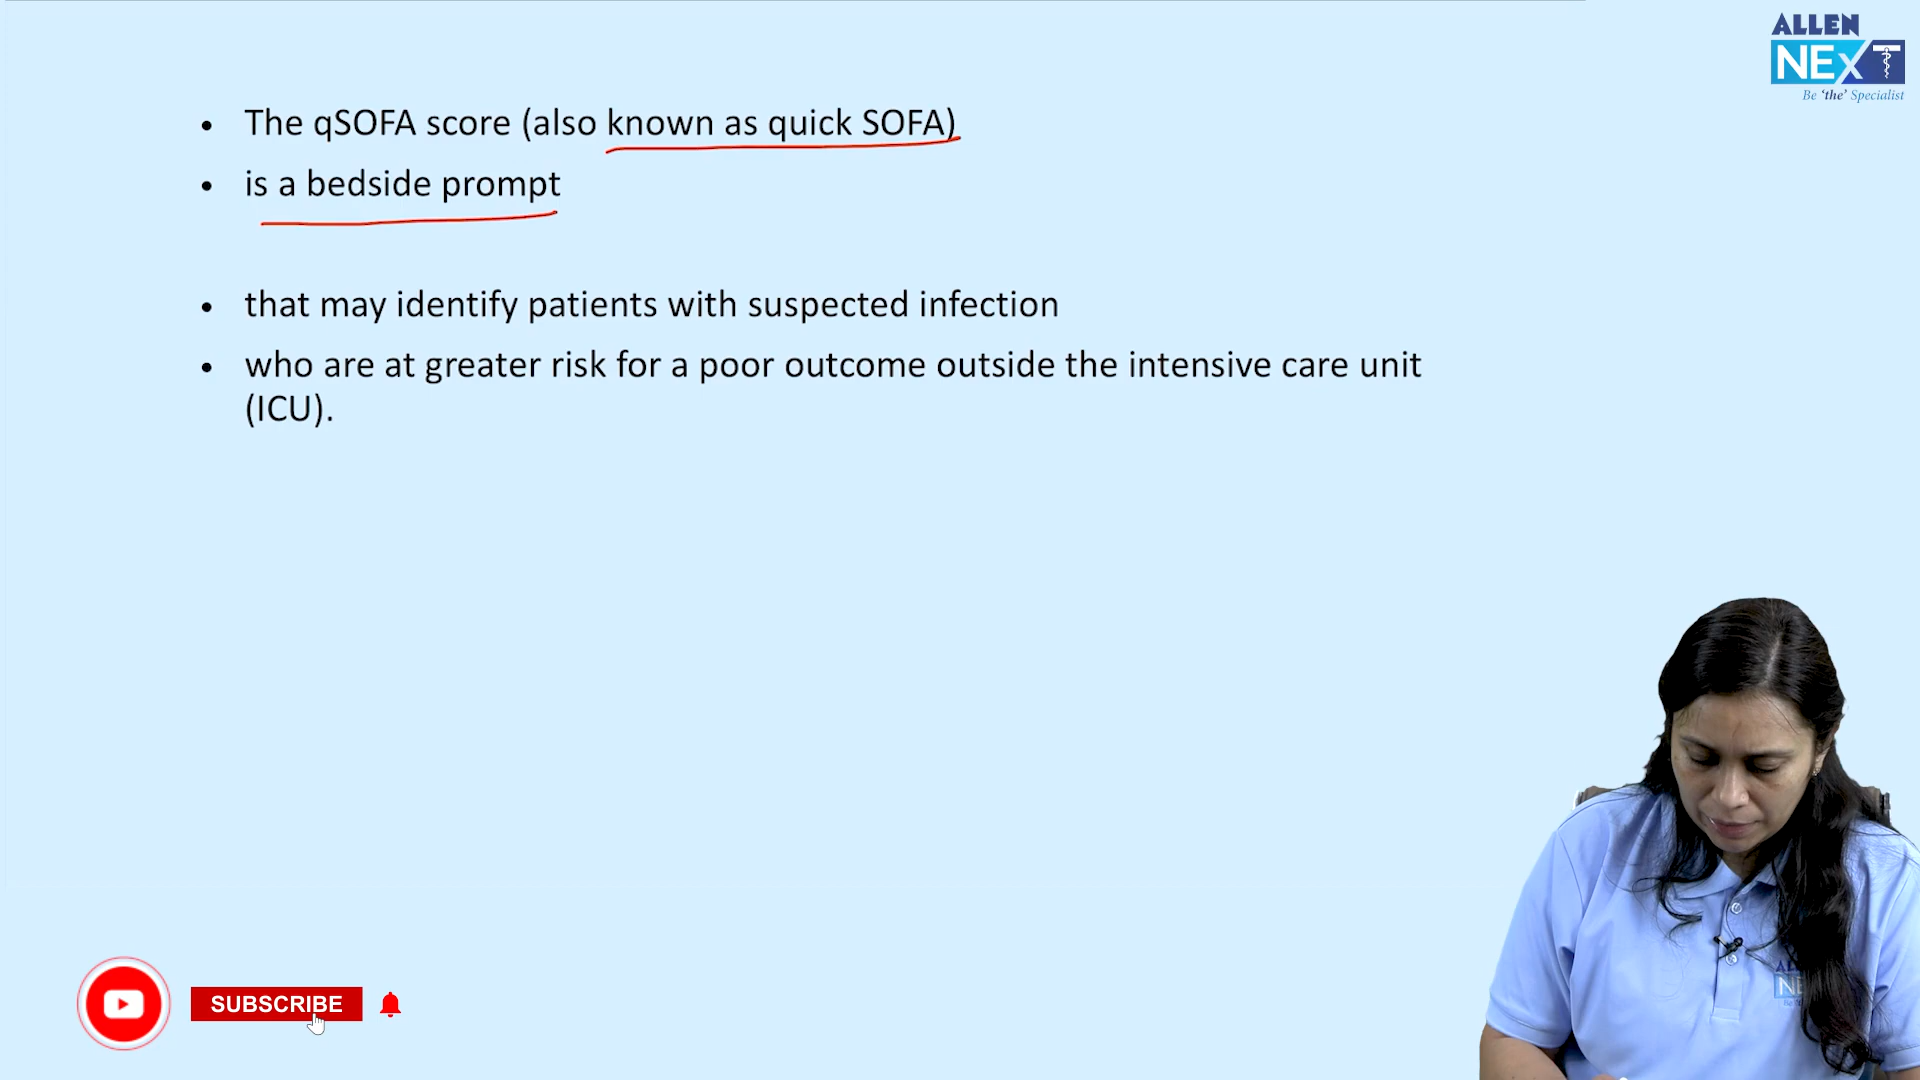 ALLEN
NEXT
Be 'the' Specialist
• The qSOFA score (also known as quick SOFA)
• is a bedside prompt
• that may identify patients with suspected infection
• who are at greater risk for a poor outcome outside the intensive care unit
(ICU).
SUBSCRIBE